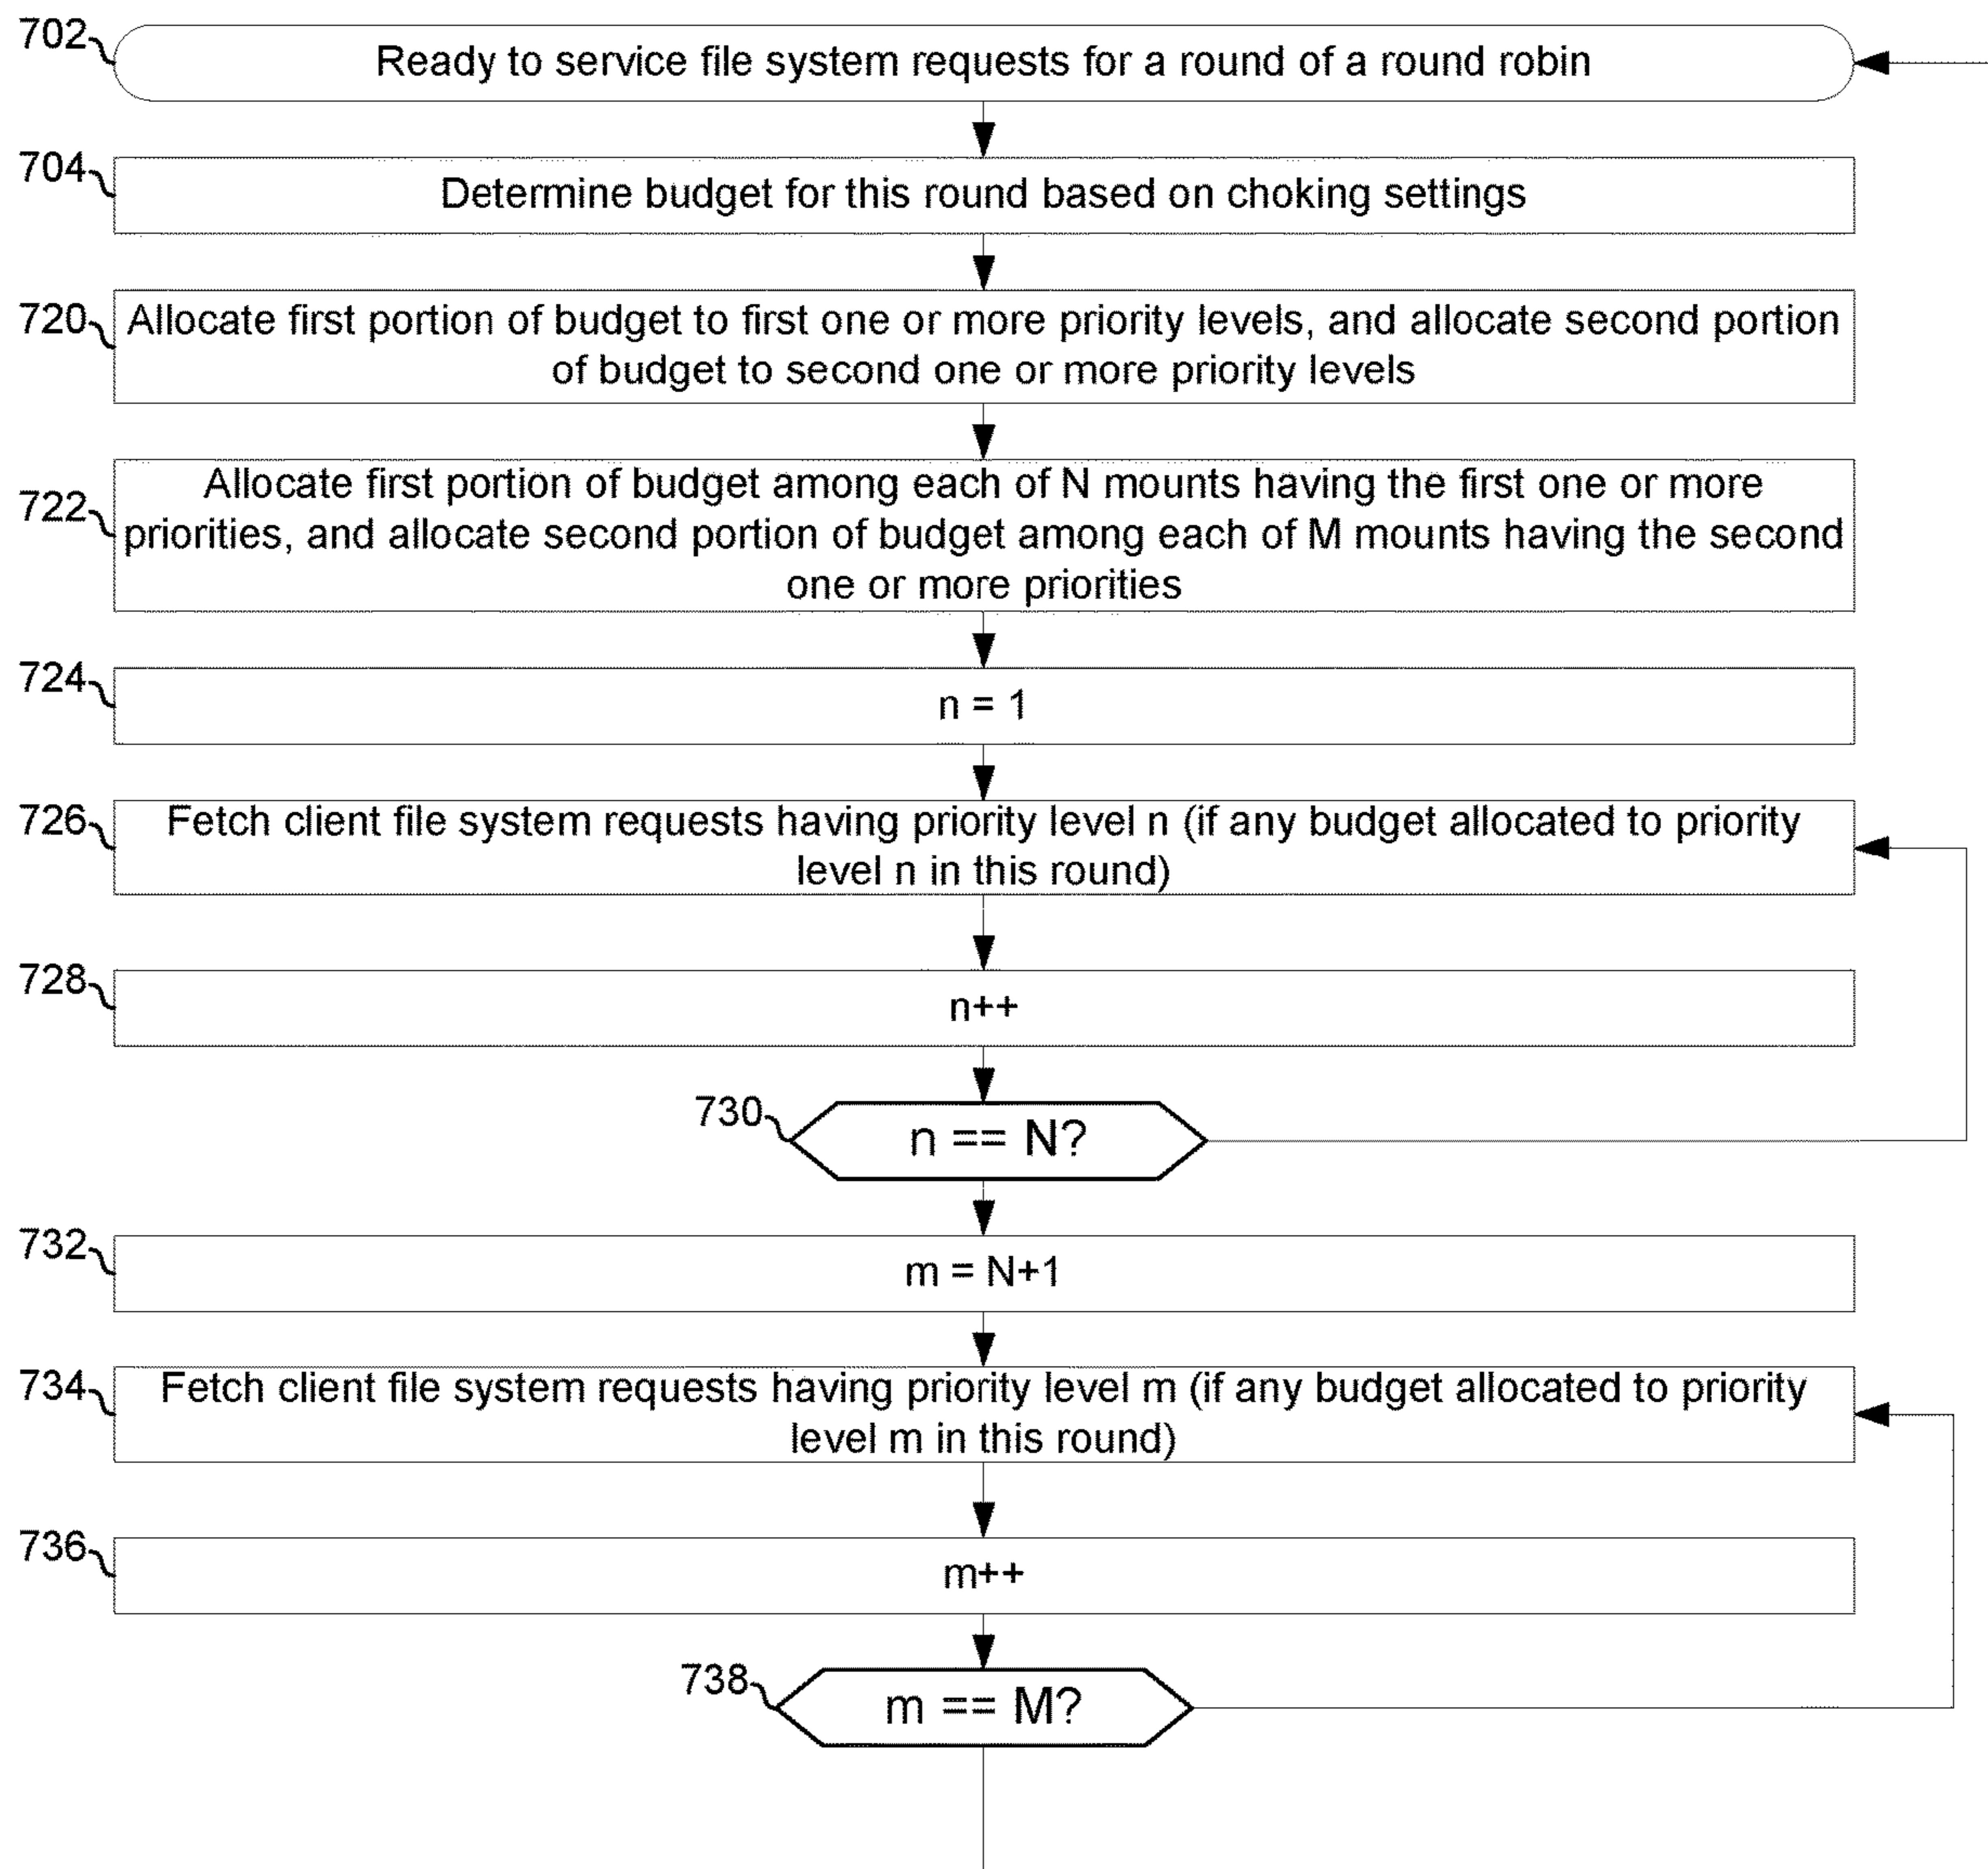 702
Ready to service file system requests for a round of a round robin
704
Determine budget for this round based on choking settings
720
Allocate first portion of budget to first one or more priority levels, and allocate second portion
of budget to second one or more priority levels
722
Allocate first portion of budget among each of N mounts having the first one or more
priorities, and allocate second portion of budget among each of M mounts having the second
one or more priorities
724
n = 1
726
Fetch client file system requests having priority level n (if any budget allocated to priority
level n in this round)
728
n++
730
n == N?
732
m = N+1
734
Fetch client file system requests having priority level m (if any budget allocated to priority
level m in this round)
736
m++
738
m == M?